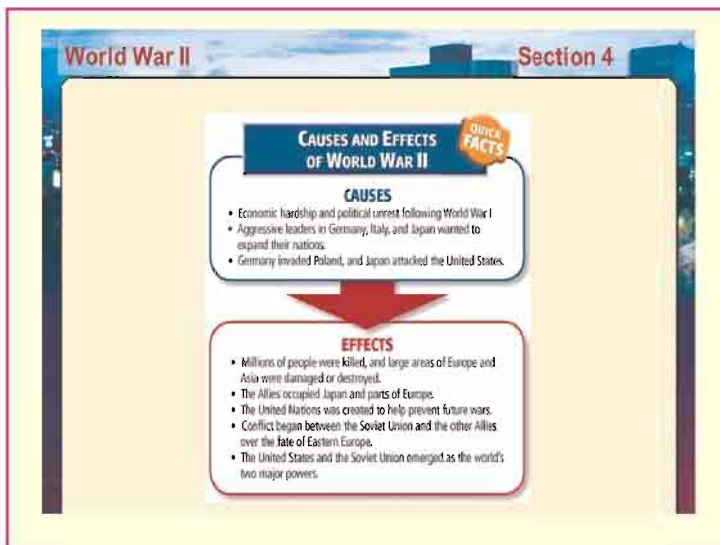 World War II
Section 4
CAUSES AND EFFECTS
OF WORLD WAR II
QUICK
FACTS
CAUSES
• Economic hardship and political unrest following World War I
• Aggressive leaders in Germany, Italy, and Japan wanted to
expand their nations.
• Germany invaded Poland, and Japan attacked the United States.
EFFECTS
• Millions of people were killed, and large areas of Europe and
Asia were damaged or destroyed.
• The Allies occupied Japan and parts of Europe.
• The United Nations was created to help prevent future wars.
• Conflict began between the Soviet Union and the other Allies
over the fate of Eastern Europe.
• The United States and the Soviet Union emerged as the world's
two major powers.